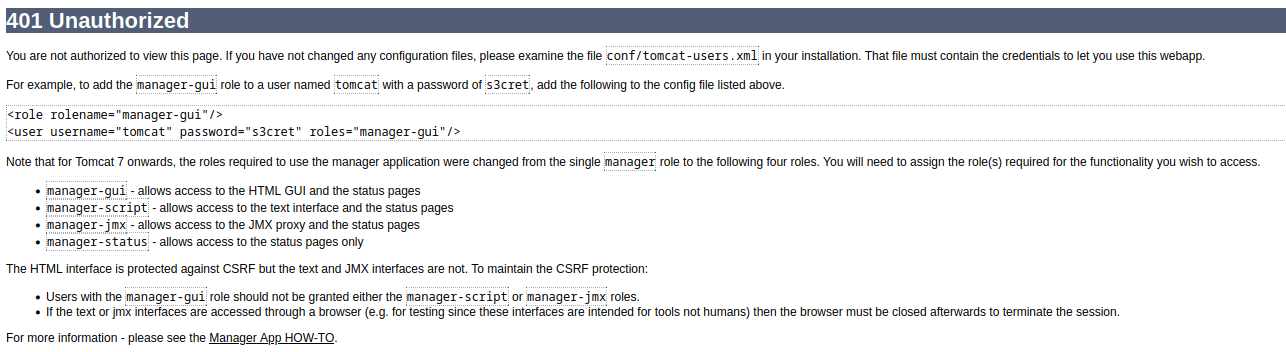 401 Unauthorized
You are not authorized to view this page. If you have not changed any configuration files, please examine the file conf/tomcat-users.xml in your installation. That file must contain the credentials to let you use this webapp.
For example, to add the manager-gui role to a user named tomcat with a password of s3cret, add the following to the config file listed above.
<role rolename="manager-gui"/>
<user username="tomcat" password="s3cret" roles="manager-gui"/>
Note that for Tomcat 7 onwards, the roles required to use the manager application were changed from the single manager role to the following four roles. You will need to assign the role(s) required for the functionality you wish to access.
• manager-gui - allows access to the HTML GUI and the status pages
• manager-script - allows access to the text interface and the status pages
• manager-jmx - allows access to the JMX proxy and the status pages
• manager-status - allows access to the status pages only
The HTML interface is protected against CSRF but the text and JMX interfaces are not. To maintain the CSRF protection:
• Users with the manager-gui role should not be granted either the manager-script or manager-jmx roles.
• If the text or jmx interfaces are accessed through a browser (e.g. for testing since these interfaces are intended for tools not humans) then the browser must be closed afterwards to terminate the session.
For more information - please see the Manager App HOW-TO.